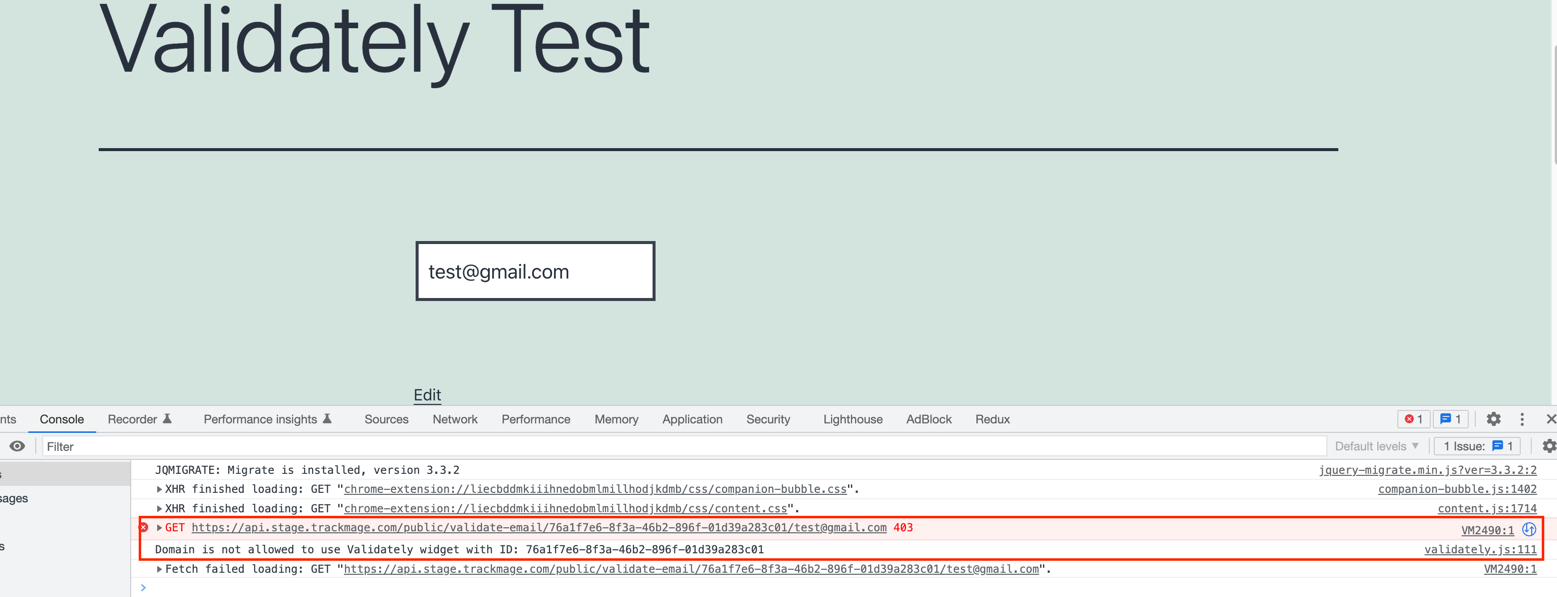 Validately Test
test@gmail.com
Edit
nts Console Recorder Performance insights Sources Network Performance Memory Application Security Lighthouse AdBlock Redux 1 1
Filter Default levels ▼ 1 Issue: 1
s
sages
s
JQMIGRATE: Migrate is installed, version 3.3.2 jquery-migrate.min.js?ver=3.3.2:2
▶XHR finished loading: GET "chrome-extension://liecbddmkiiihnedobmlmillhodjkdmb/css/companion-bubble.css". companion-bubble.js:1402
▶XHR finished loading: GET "chrome-extension://liecbddmkiiihnedobmlmillhodjkdmb/css/content.css". content.js:1714
▶GET https://api.stage.trackmage.com/public/validate-email/76a1f7e6-8f3a-46b2-896f-01d39a283c01/test@gmail.com 403 VM2490:1
Domain is not allowed to use Validately widget with ID: 76a1f7e6-8f3a-46b2-896f-01d39a283c01 validately.js:111
▶Fetch failed loading: GET "https://api.stage.trackmage.com/public/validate-email/76a1f7e6-8f3a-46b2-896f-01d39a283c01/test@gmail.com". VM2490:1